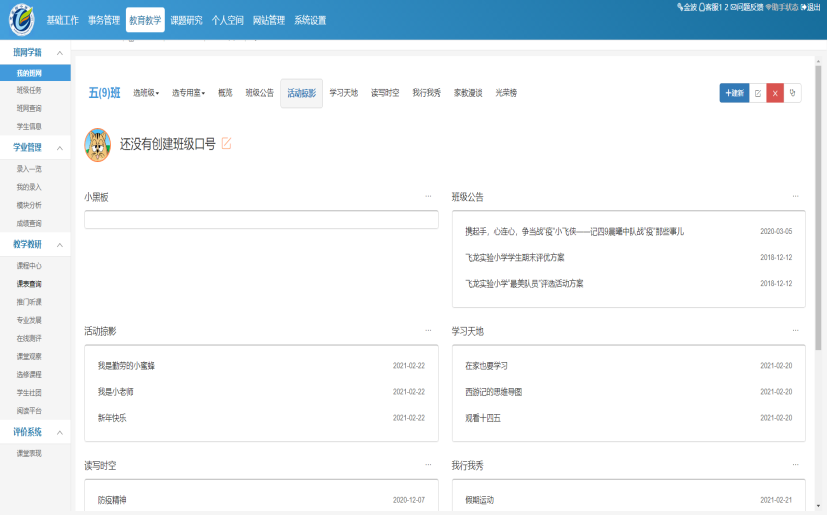 金波 客服1 2 问题反馈 助手状态 退出
基础工作 事务管理 教育教学 课题研究 个人空间 网站管理 系统设置
班网学籍
我的班网
班级任务
班网查阅
学生信息
学业管理
录入一览
我的录入
模块分析
成绩查阅
教学教研
课程中心
课表查询
推门听课
专业发展
在线测评
课堂观察
选修课程
学生社团
阅读平台
评价系统
课堂表现
五(9)班 选班级 选专用室 概览 班级公告 活动掠影 学习天地 读写时空 我行我秀 家教漫谈 光荣榜
+建新 X
还没有创建班级口号
小黑板 ...
班级公告 ...
携起手，心连心，争当战"疫"小飞侠——记四9晨曦中队战"疫"那些事儿 2020-03-05
飞龙实验小学学生期末评优方案 2018-12-12
飞龙实验小学"最美队员"评选活动方案 2018-12-12
活动掠影 ...
我是勤劳的小蜜蜂 2021-02-22
我是小老师 2021-02-22
新年快乐 2021-02-22
学习天地 ...
在家也要学习 2021-02-20
西游记的思维导图 2021-02-20
观看十四五 2021-02-20
读写时空 ...
防疫精神 2020-12-07
我行我秀 ...
假期运动 2021-02-21